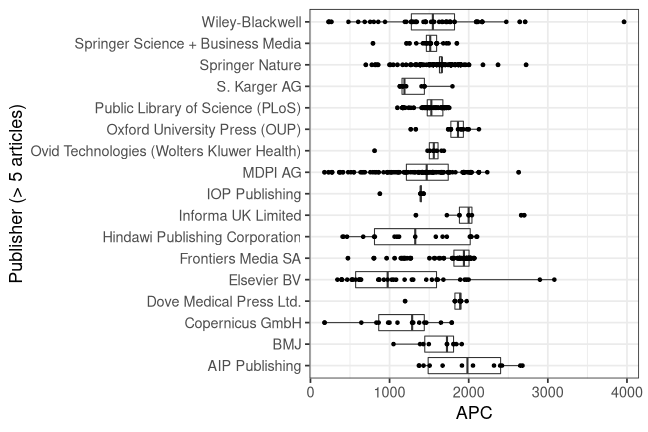 Publisher (> 5 articles)
Wiley-Blackwell
Springer Science + Business Media
Springer Nature
S. Karger AG
Public Library of Science (PLoS)
Oxford University Press (OUP)
Ovid Technologies (Wolters Kluwer Health)
MDPI AG
IOP Publishing
Informa UK Limited
Hindawi Publishing Corporation
Frontiers Media SA
Elsevier BV
Dove Medical Press Ltd.
Copernicus GmbH
BMJ
AIP Publishing
0 1000 2000 3000 4000
APC